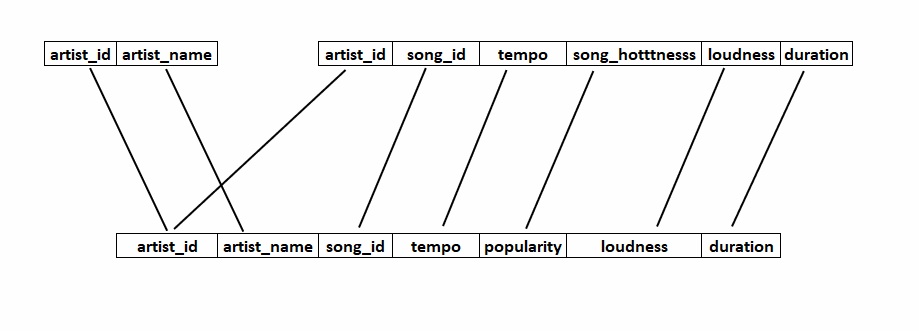 artist_id artist_name artist_id song_id tempo song_hotttnesss loudness duration
artist_id artist_name song_id tempo popularity loudness duration